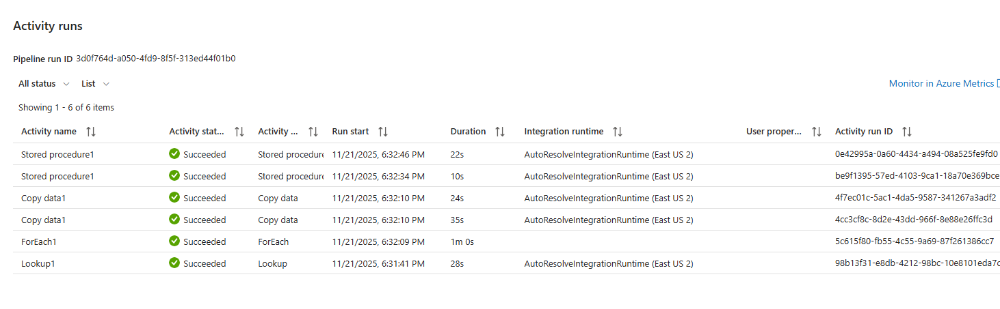 Activity runs
Pipeline run ID 3d0f764d-a050-4fd9-8f5f-313ed44f01b0
All status List Monitor in Azure Metrics
Showing 1 - 6 of 6 items
Activity name Activity stat... Activity ... Run start Duration Integration runtime User proper... Activity run ID
Stored procedure1 Succeeded Stored procedure 11/21/2025, 6:32:46 PM 22s AutoResolveIntegrationRuntime (East US 2) 0e42995a-0a60-4434-a494-08a525fe9fd0
Stored procedure1 Succeeded Stored procedure 11/21/2025, 6:32:34 PM 10s AutoResolveIntegrationRuntime (East US 2) be9f1395-57ed-4103-9ca1-18a70e369bce
Copy data1 Succeeded Copy data 11/21/2025, 6:32:10 PM 24s AutoResolveIntegrationRuntime (East US 2) 4f7ec01c-5ac1-4da5-9587-341267a3adf2
Copy data1 Succeeded Copy data 11/21/2025, 6:32:10 PM 35s AutoResolveIntegrationRuntime (East US 2) 4cc3cf8c-8d2e-43dd-966f-8e88e26ffc3d
ForEach1 Succeeded ForEach 11/21/2025, 6:32:09 PM 1m 0s 5c615f80-fb55-4c55-9a69-87f261386cc7
Lookup1 Succeeded Lookup 11/21/2025, 6:31:41 PM 28s AutoResolveIntegrationRuntime (East US 2) 98b13f31-e8db-4212-98bc-10e8101eda7c